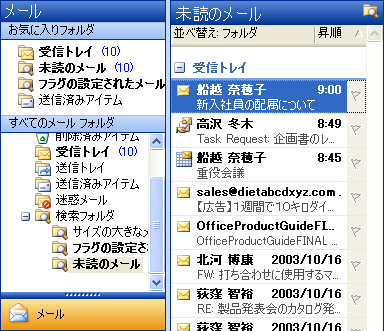 メール
お気に入りフォルダ
受信トレイ (10)
未読のメール (10)
フラグの設定されたメール
送信済みアイテム
すべてのメール フォルダ
削除済みアイテム
受信トレイ (10)
送信トレイ
送信済みアイテム
迷惑メール
検索フォルダ
サイズの大きなメ
フラグの設定さ
未読のメール
メール
未読のメール
並べ替え: フォルダ 昇順
受信トレイ
船越 奈穂子 9:00
新入社員の配属について
高沢 冬木 8:49
Task Request: 企画書のレ...
船越 奈穂子 8:45
重役会議
sales@dietabcdxyz.com...
【広告】1週間で10キロダイ...
OfficeProductGuideFI...
OfficeProductGuideFINAL ...
北河 博康 2003/10/16
FW: 打ち合わせに使用するマ...
荻窪 智裕 2003/10/16
RE: 製品発表会のカタログ発...
荻窪 智裕 2003/10/16